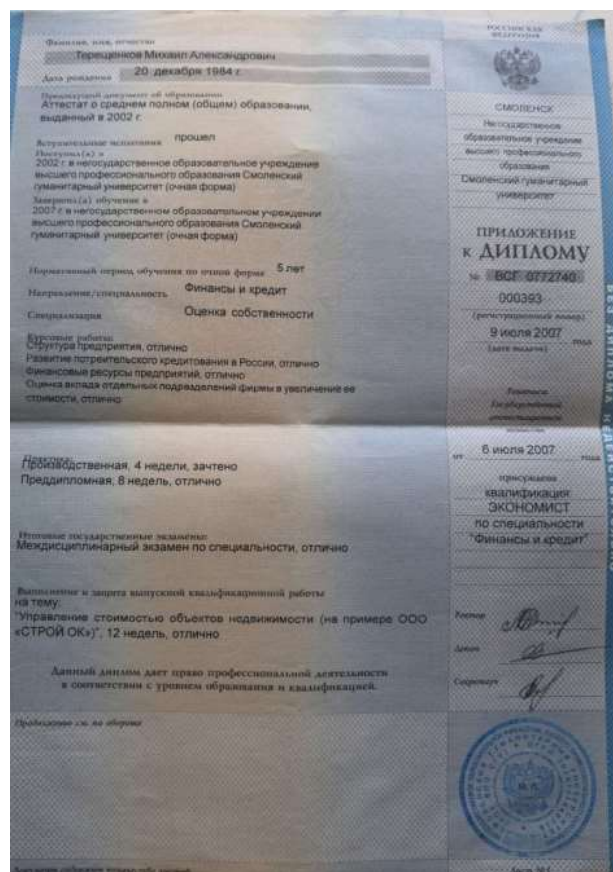 Фамилия, имя, отчество
Терещенков Михаил Александрович
Дата рождения 20 декабря 1984 г.
Предыдущий документ об образовании
Аттестат о среднем полном (общем) образовании,
выданный в 2002 г.
Вступительные испытания прошел
Поступил(а) в
2002 г. в негосударственное образовательное учреждение
высшего профессионального образования Смоленский
гуманитарный университет (очная форма)
Завершил(а) обучение в
2007 г. в негосударственном образовательном учреждении
высшего профессионального образования Смоленский
гуманитарный университет (очная форма)
Нормативный период обучения по очной форме 5 лет
Направление/специальность Финансы и кредит
Специализация Оценка собственности
Курсовые работы:
Структура предприятия, отлично
Развитие потребительского кредитования в России, отлично
Финансовые ресурсы предприятий, отлично
Оценка вклада отдельных подразделений фирмы в увеличение ее
стоимости, отлично
Практика:
Производственная, 4 недели, зачтено
Преддипломная, 8 недель, отлично
Итоговые государственные экзамены:
Междисциплинарный экзамен по специальности, отлично
Выполнение и защита выпускной квалификационной работы
на тему:
"Управление стоимостью объектов недвижимости (на примере ООО
«СТРОЙ ОК»)", 12 недель, отлично
Данный диплом дает право профессиональной деятельности
в соответствии с уровнем образования и квалификацией.
Продолжение см. на обороте
РОССИЙСКАЯ
ФЕДЕРАЦИЯ
СМОЛЕНСК
Негосударственное
образовательное учреждение
высшего профессионального
образования
Смоленский гуманитарный
университет
ПРИЛОЖЕНИЕ
к ДИПЛОМУ
№ ВСГ 0772740
000393
(регистрационный номер)
9 июля 2007 года
(дата выдачи)
Решением
Государственной
аттестационной
комиссии
от 6 июля 2007 года
присуждена
квалификация
ЭКОНОМИСТ
по специальности
"Финансы и кредит"
Ректор
Декан
Секретарь
М.П.